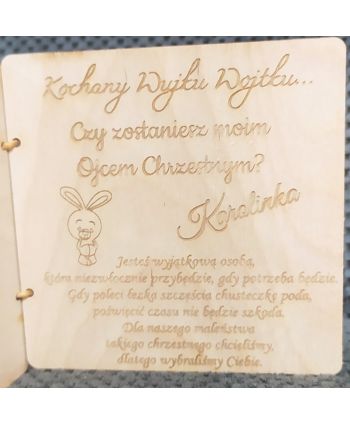 Kochany Wujku Wojtku...
Czy zostaniesz moim
Ojcem Chrzestnym?
Karolinka
Jesteś wyjątkową osobą,
która niezwłocznie przybędzie, gdy potrzeba będzie.
Gdy poleci łezka szczęścia chusteczkę poda,
poświęcić czasu nie będzie szkoda.
Dla naszego maleństwa
takiego chrzestnego chcieliśmy,
dlatego wybraliśmy Ciebie.